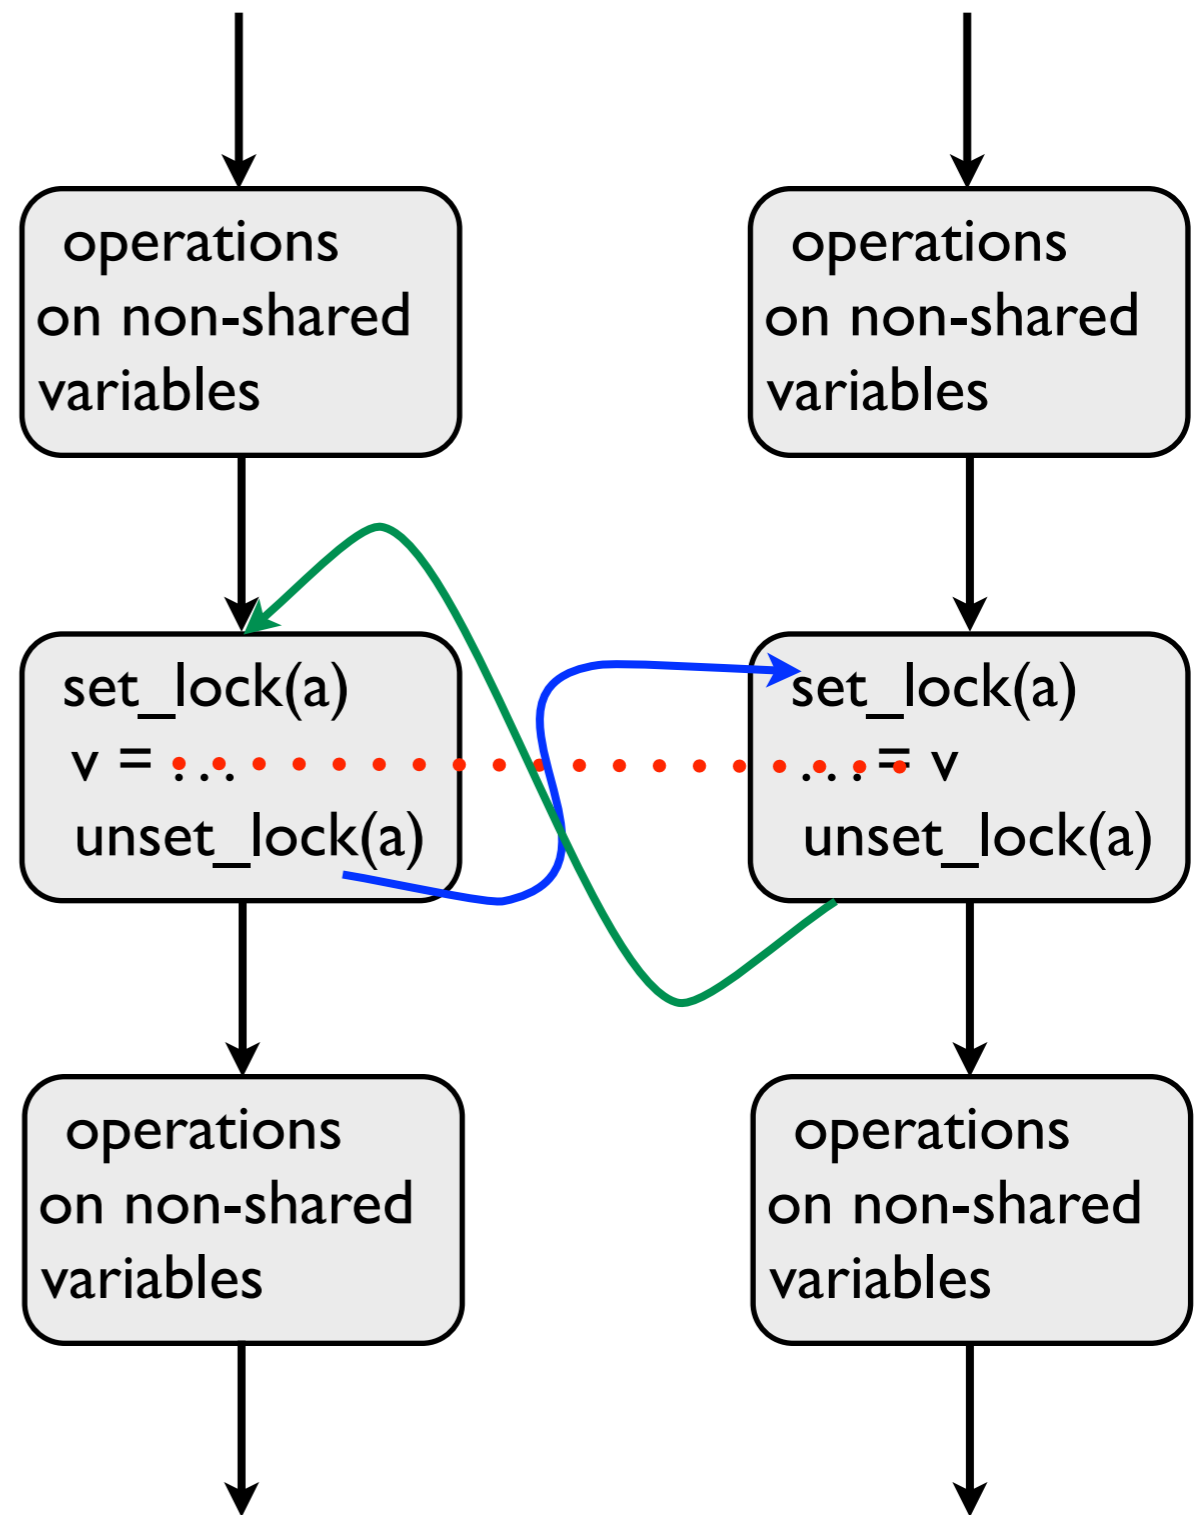 operations
on non-shared
variables
operations
on non-shared
variables
set_lock(a)
v = . . .
unset_lock(a)
set_lock(a)
. . . = v
unset_lock(a)
operations
on non-shared
variables
operations
on non-shared
variables